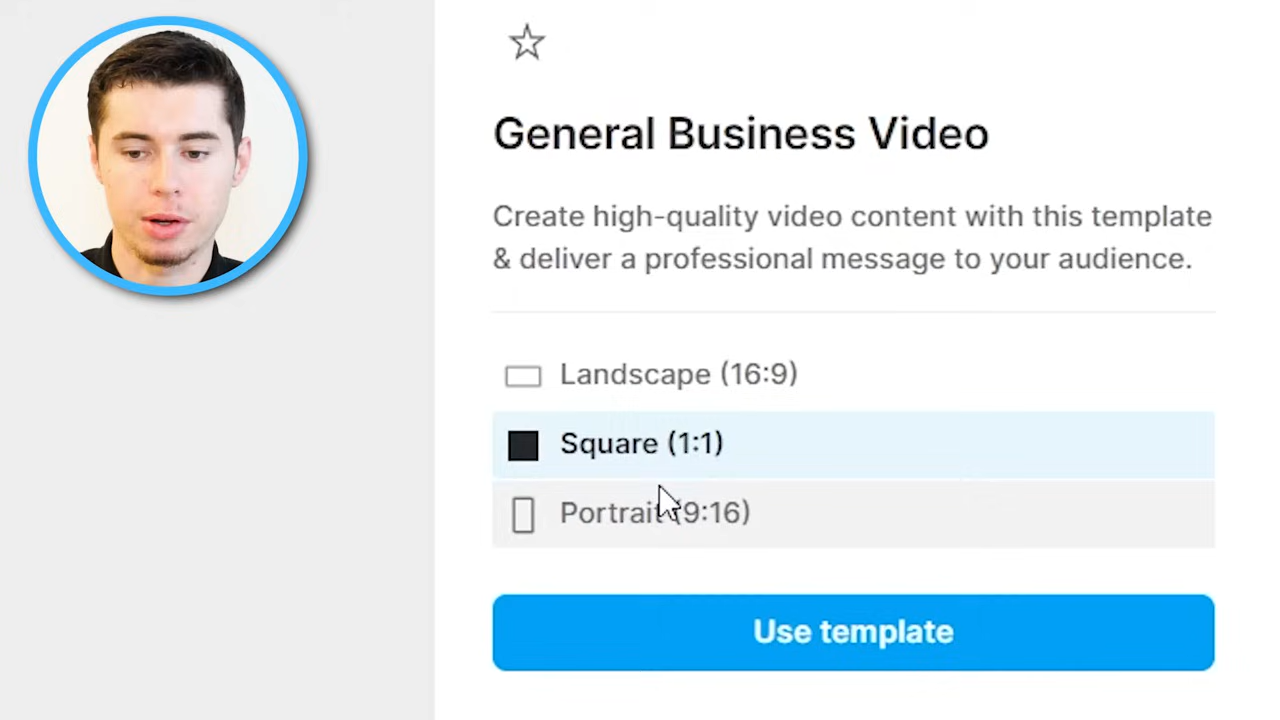 General Business Video
Create high-quality video content with this template
& deliver a professional message to your audience.
Landscape (16:9)
Square (1:1)
Portrait (9:16)
Use template